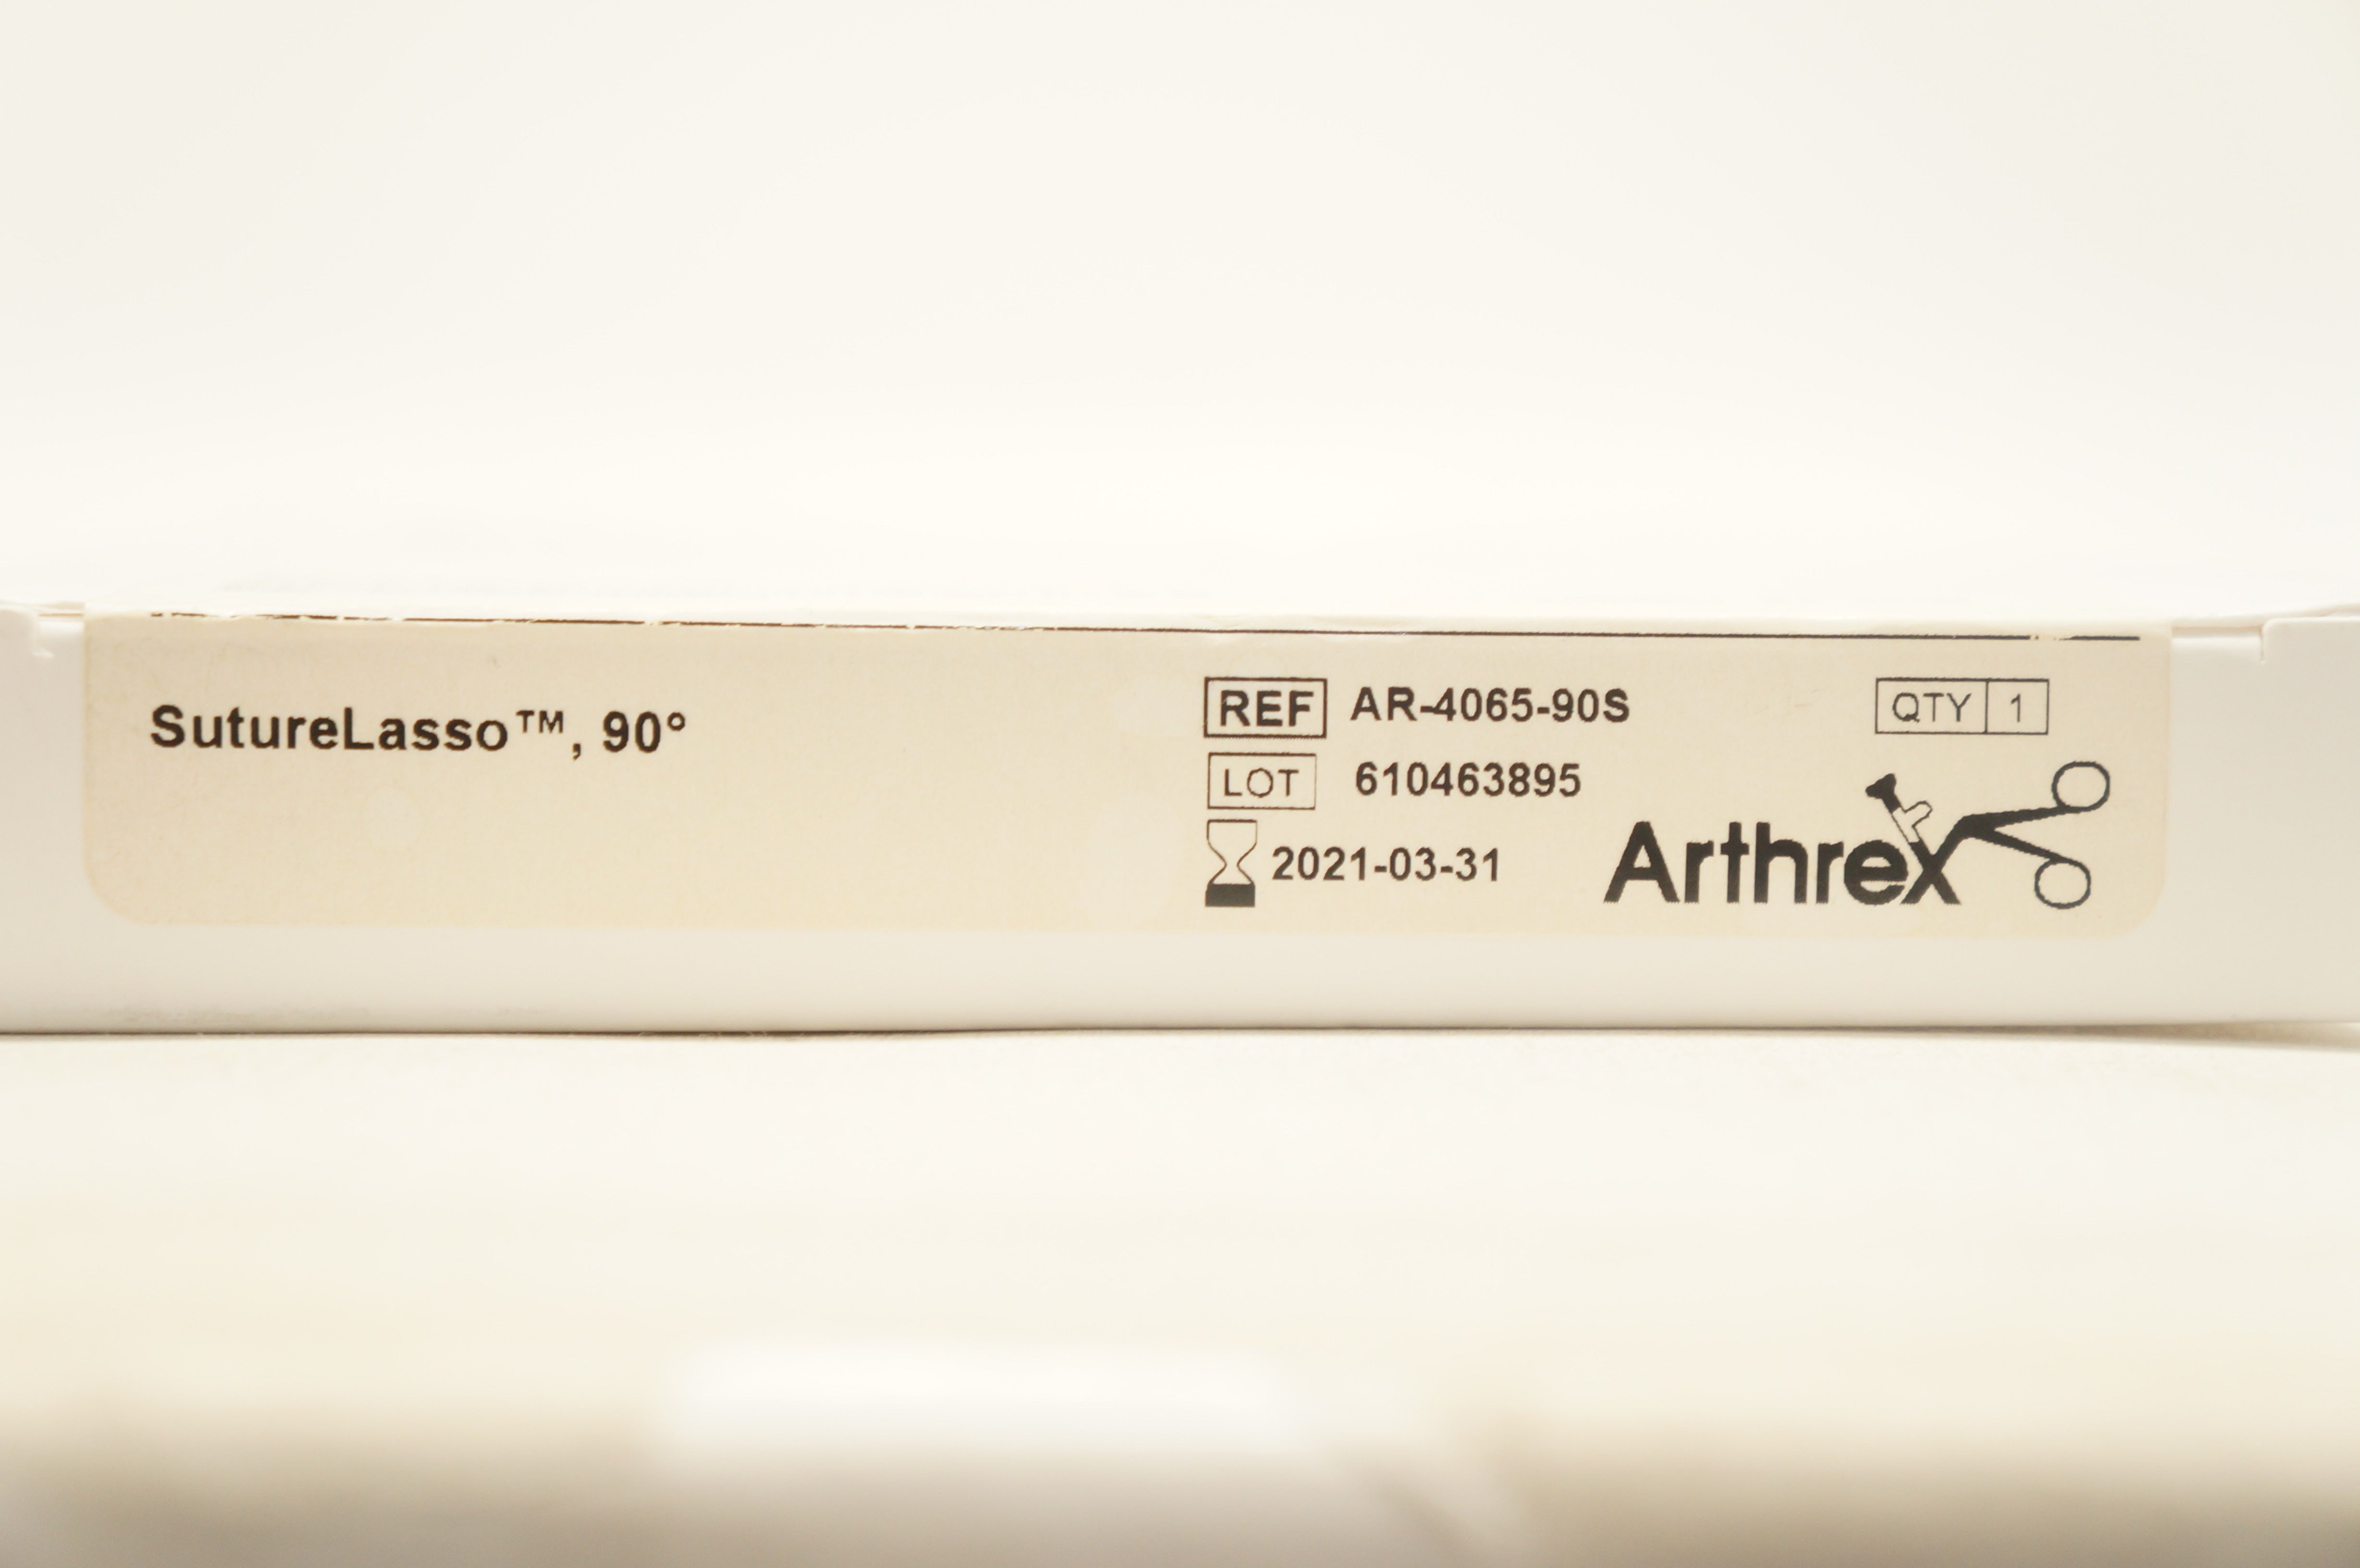 SutureLasso™, 90°
REF AR-4065-90S
QTY 1
LOT 610463895
2021-03-31
Arthrex